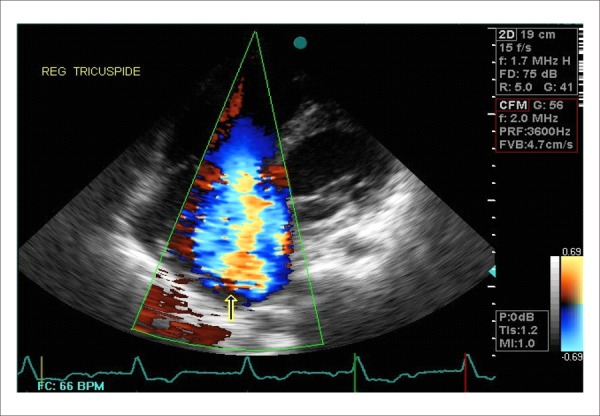 REG TRICUSPIDE
2D 19 cm
15 f/s
f: 1.7 MHz H
FD: 75 dB
R: 5.0 G: 41
CFM G: 56
f: 2.0 MHz
PRF:3600Hz
FVB:4.7cm/s
0.69
-0.69
P:0dB
TIs:1.2
MI:1.0
FC: 66 BPM